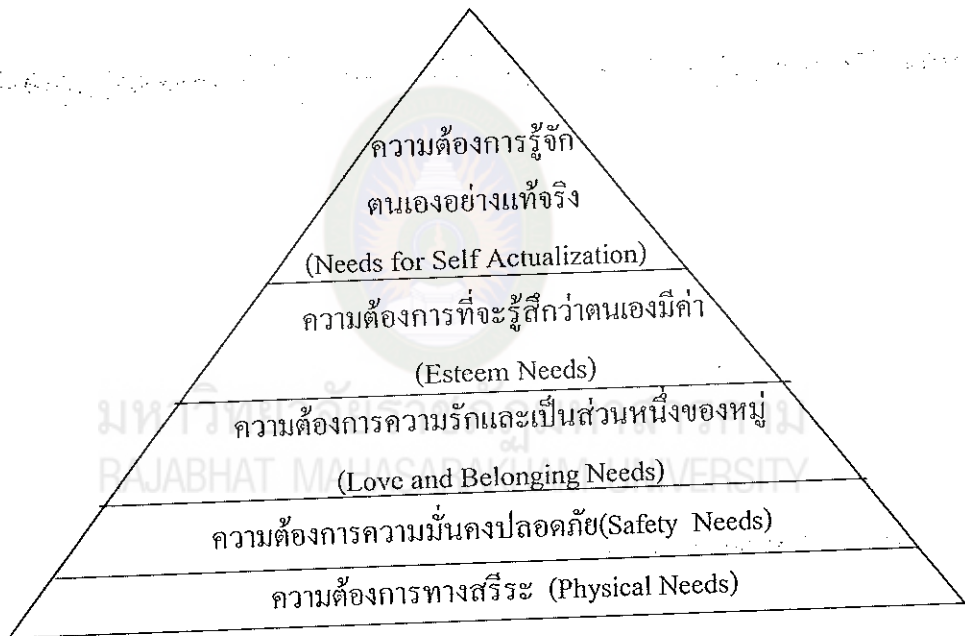 ความต้องการรู้จัก
ตนเองอย่างแท้จริง
(Needs for Self Actualization)
ความต้องการที่จะรู้สึกว่าตนเองมีค่า
(Esteem Needs)
มหาวิทยาลัยราชภัฏมหาสารคาม
ความต้องการความรักและเป็นส่วนหนึ่งของหมู่
RAJABHAT MAHASARAKHAM UNIVERSITY
(Love and Belonging Needs)
ความต้องการความมั่นคงปลอดภัย(Safety Needs)
ความต้องการทางสรีระ (Physical Needs)